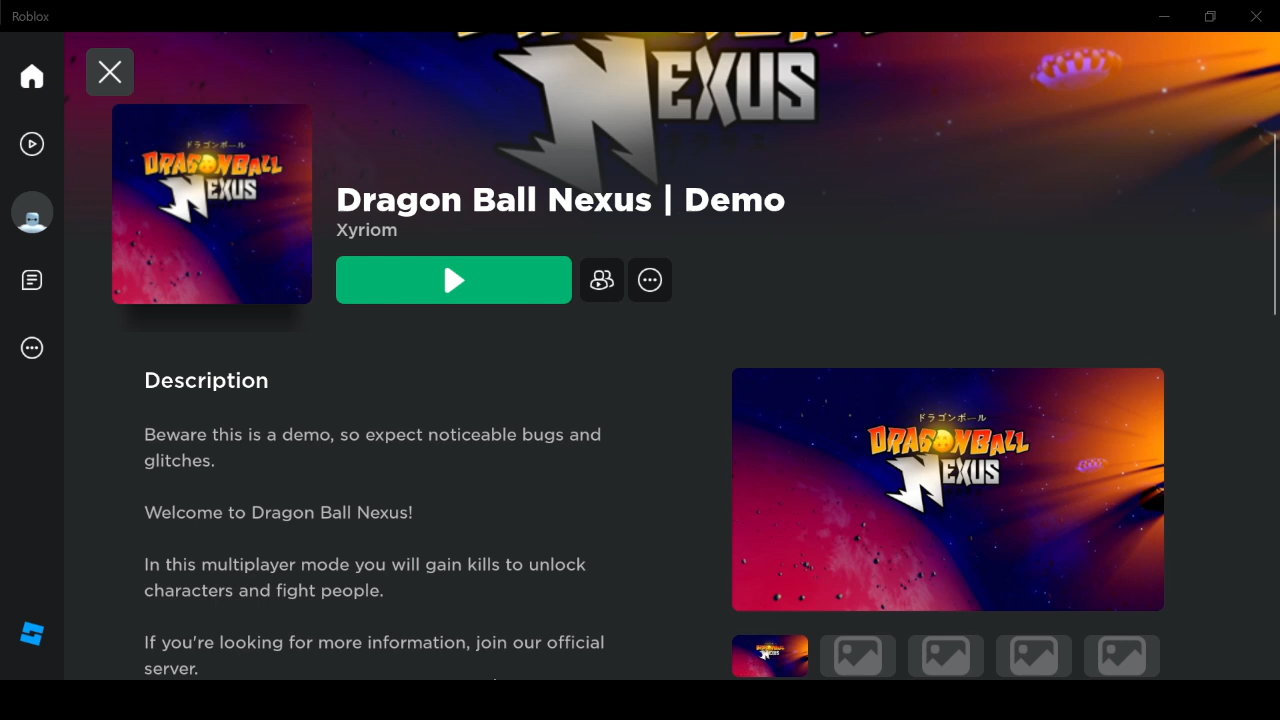 Roblox
NEXUS
ドラゴンボール
DRAGONBALL
NEXUS
Dragon Ball Nexus | Demo
Xyriom
Description
Beware this is a demo, so expect noticeable bugs and
glitches.
Welcome to Dragon Ball Nexus!
In this multiplayer mode you will gain kills to unlock
characters and fight people.
If you're looking for more information, join our official
server.
ドラゴンボール
DRAGONBALL
NEXUS
DRAGONBALL
NEXUS